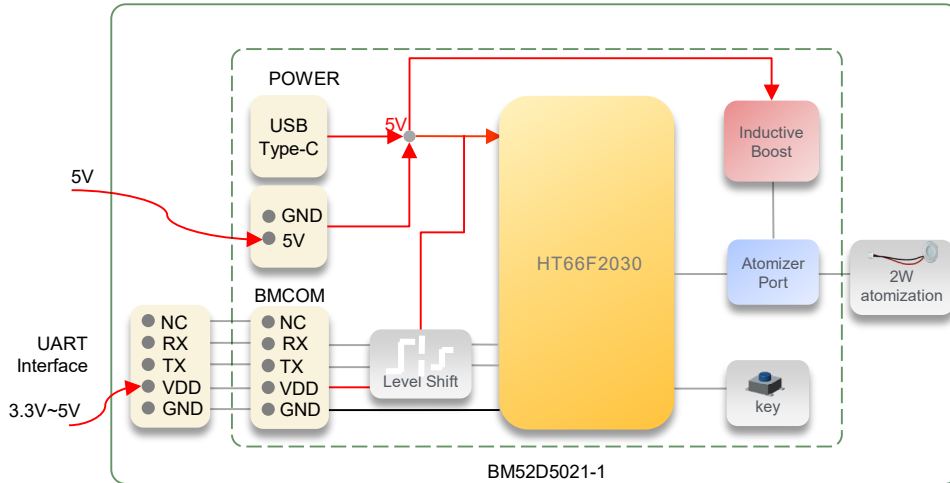 POWER
USB
Type-C
5V
Inductive
Boost
5V
GND
5V
HT66F2030
Atomizer
Port
2W
atomization
BMCOM
UART
Interface
3.3V~5V
NC
RX
TX
VDD
GND
NC
RX
TX
VDD
GND
Level Shift
key
BM52D5021-1